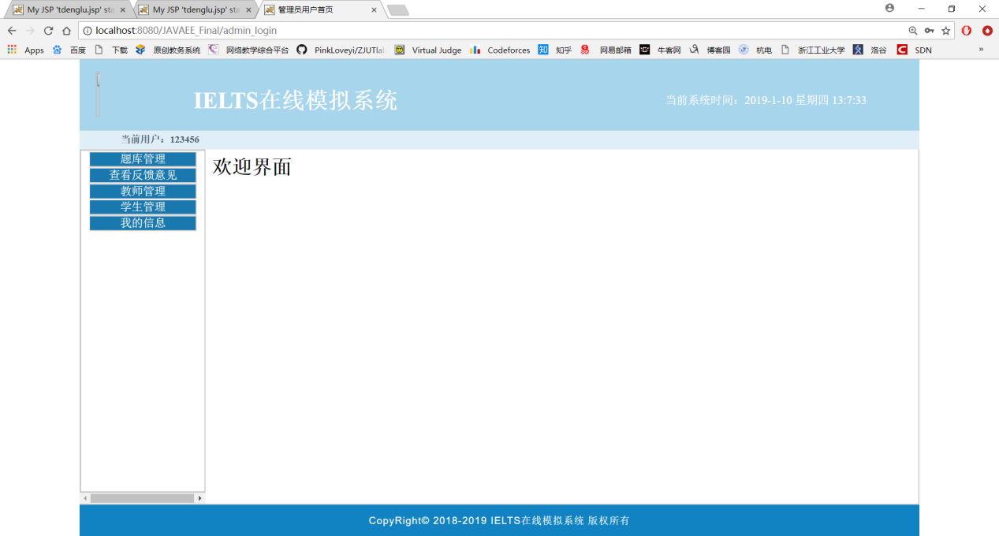 My JSP 'tdenglu.jsp' sta My JSP 'tdenglu.jsp' sta 管理员用户首页
localhost:8080/JAVAEE_Final/admin_login
Apps 百度 下载 原创教务系统 网络教学综合平台 PinkLoveyi/ZJUTlal Virtual Judge Codeforces 知 知乎 网易邮箱 牛客网 博客园 杭电 浙江工业大学 洛谷 C SDN »
IELTS在线模拟系统
当前系统时间：2019-1-10 星期四 13:7:33
当前用户：123456
题库管理
查看反馈意见
教师管理
学生管理
我的信息
欢迎界面
CopyRight© 2018-2019 IELTS在线模拟系统 版权所有